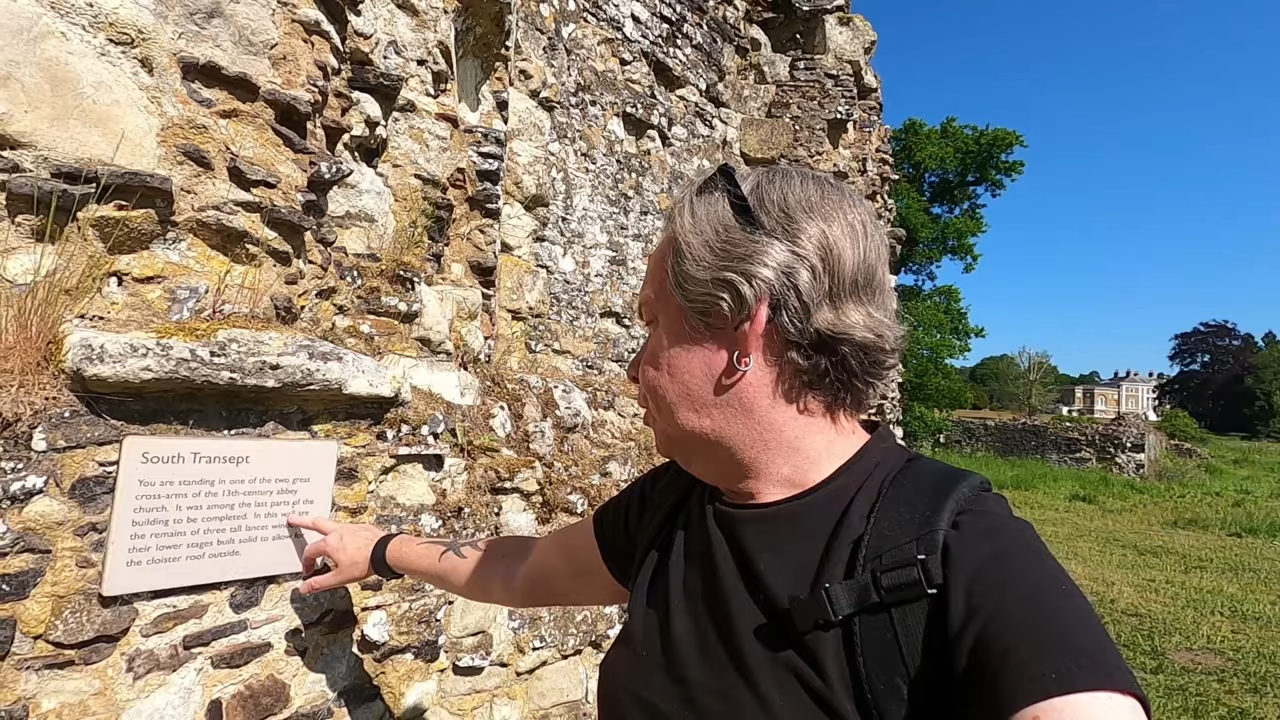 South Transept
You are standing in one of the two great
cross-arms of the 13th-century abbey
church. It was among the last parts of the
building to be completed. In this wall are
the remains of three tall lancet
their lower stages built solid to allow
the cloister roof outside.